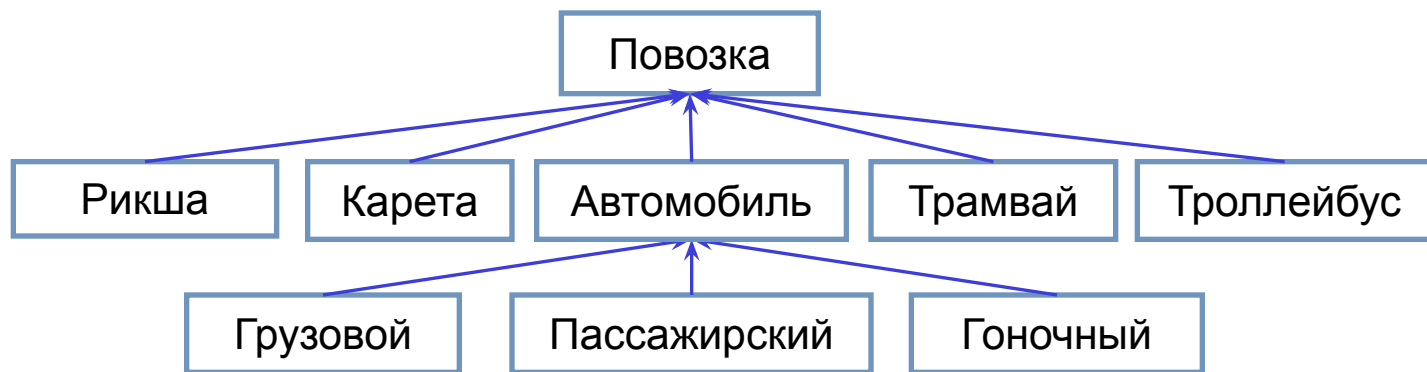 Повозка
Рикша
Карета
Автомобиль
Трамвай
Троллейбус
Грузовой
Пассажирский
Гоночный